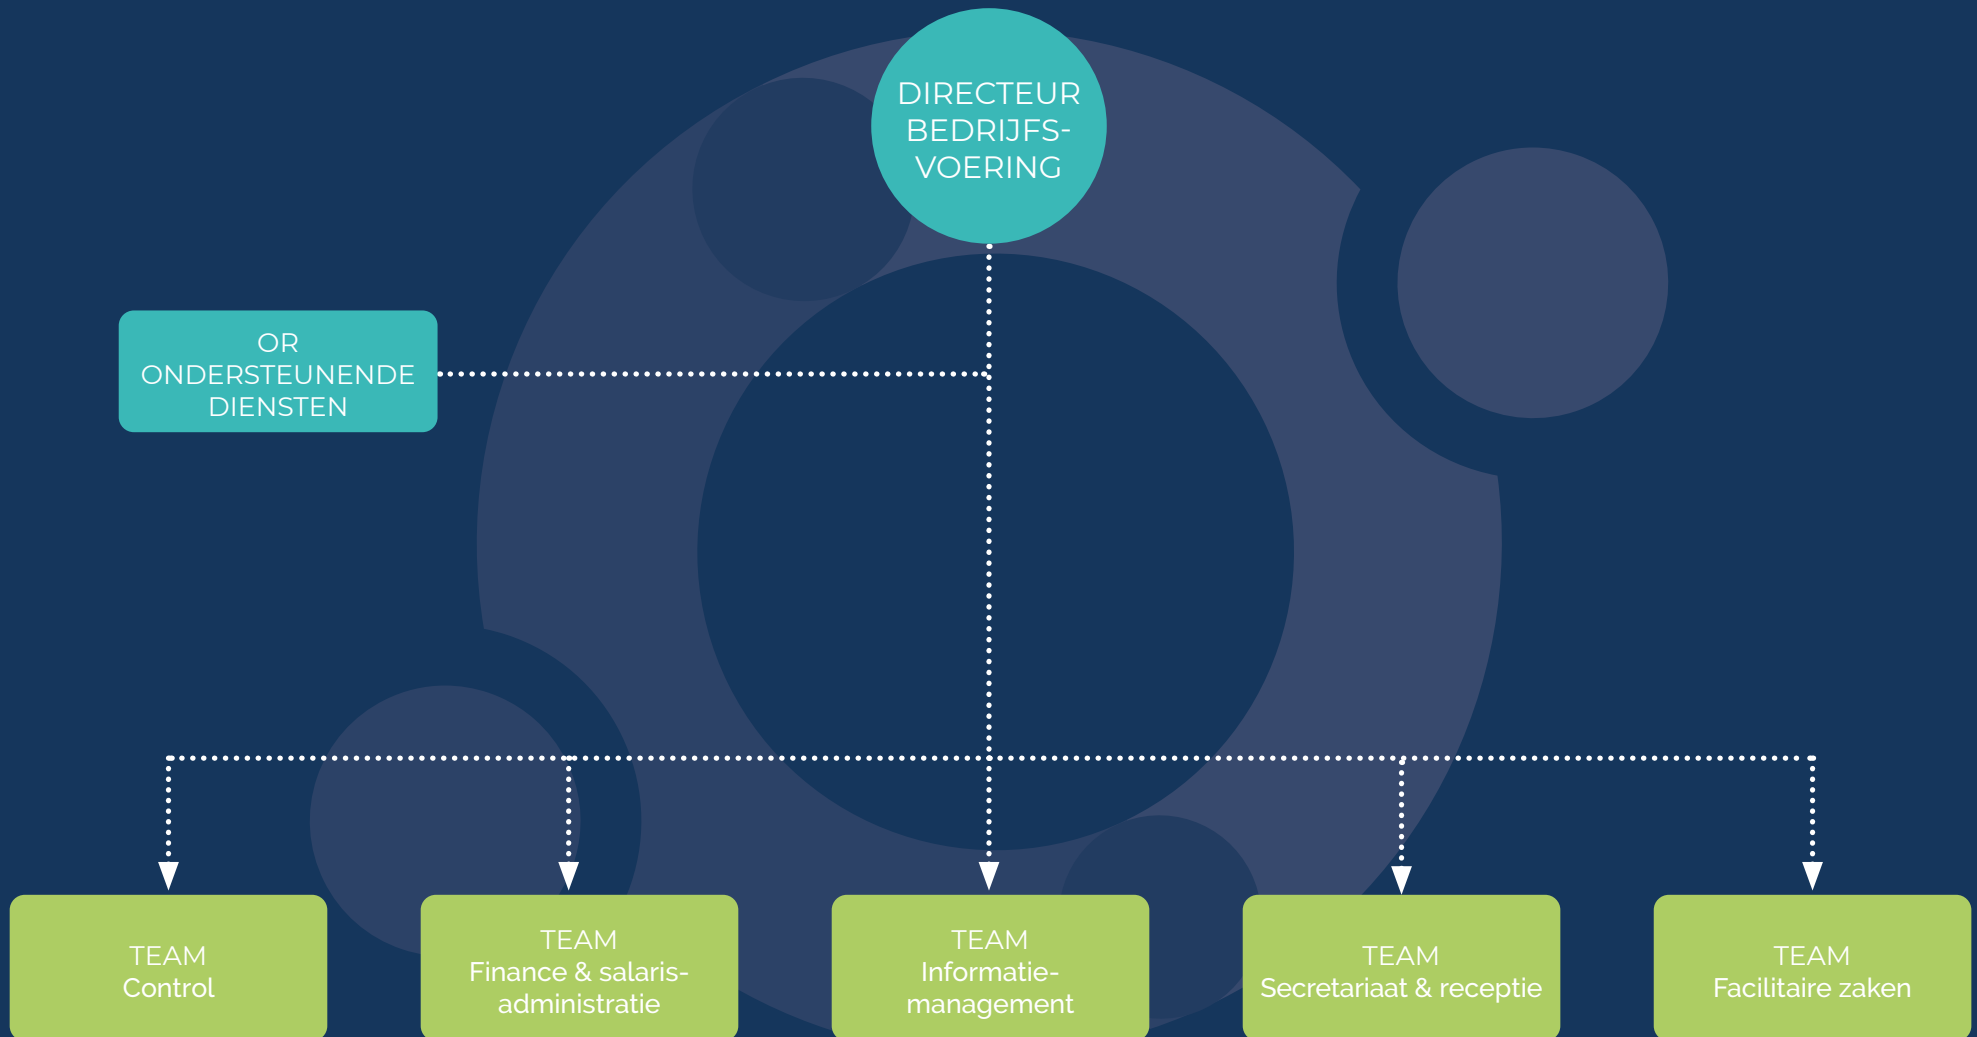 DIRECTEUR
BEDRIJFS-
VOERING
OR
ONDERSTEUNENDE
DIENSTEN
TEAM
Control
TEAM
Finance & salaris-
administratie
TEAM
Informatie-
management
TEAM
Secretariaat & receptie
TEAM
Facilitaire zaken